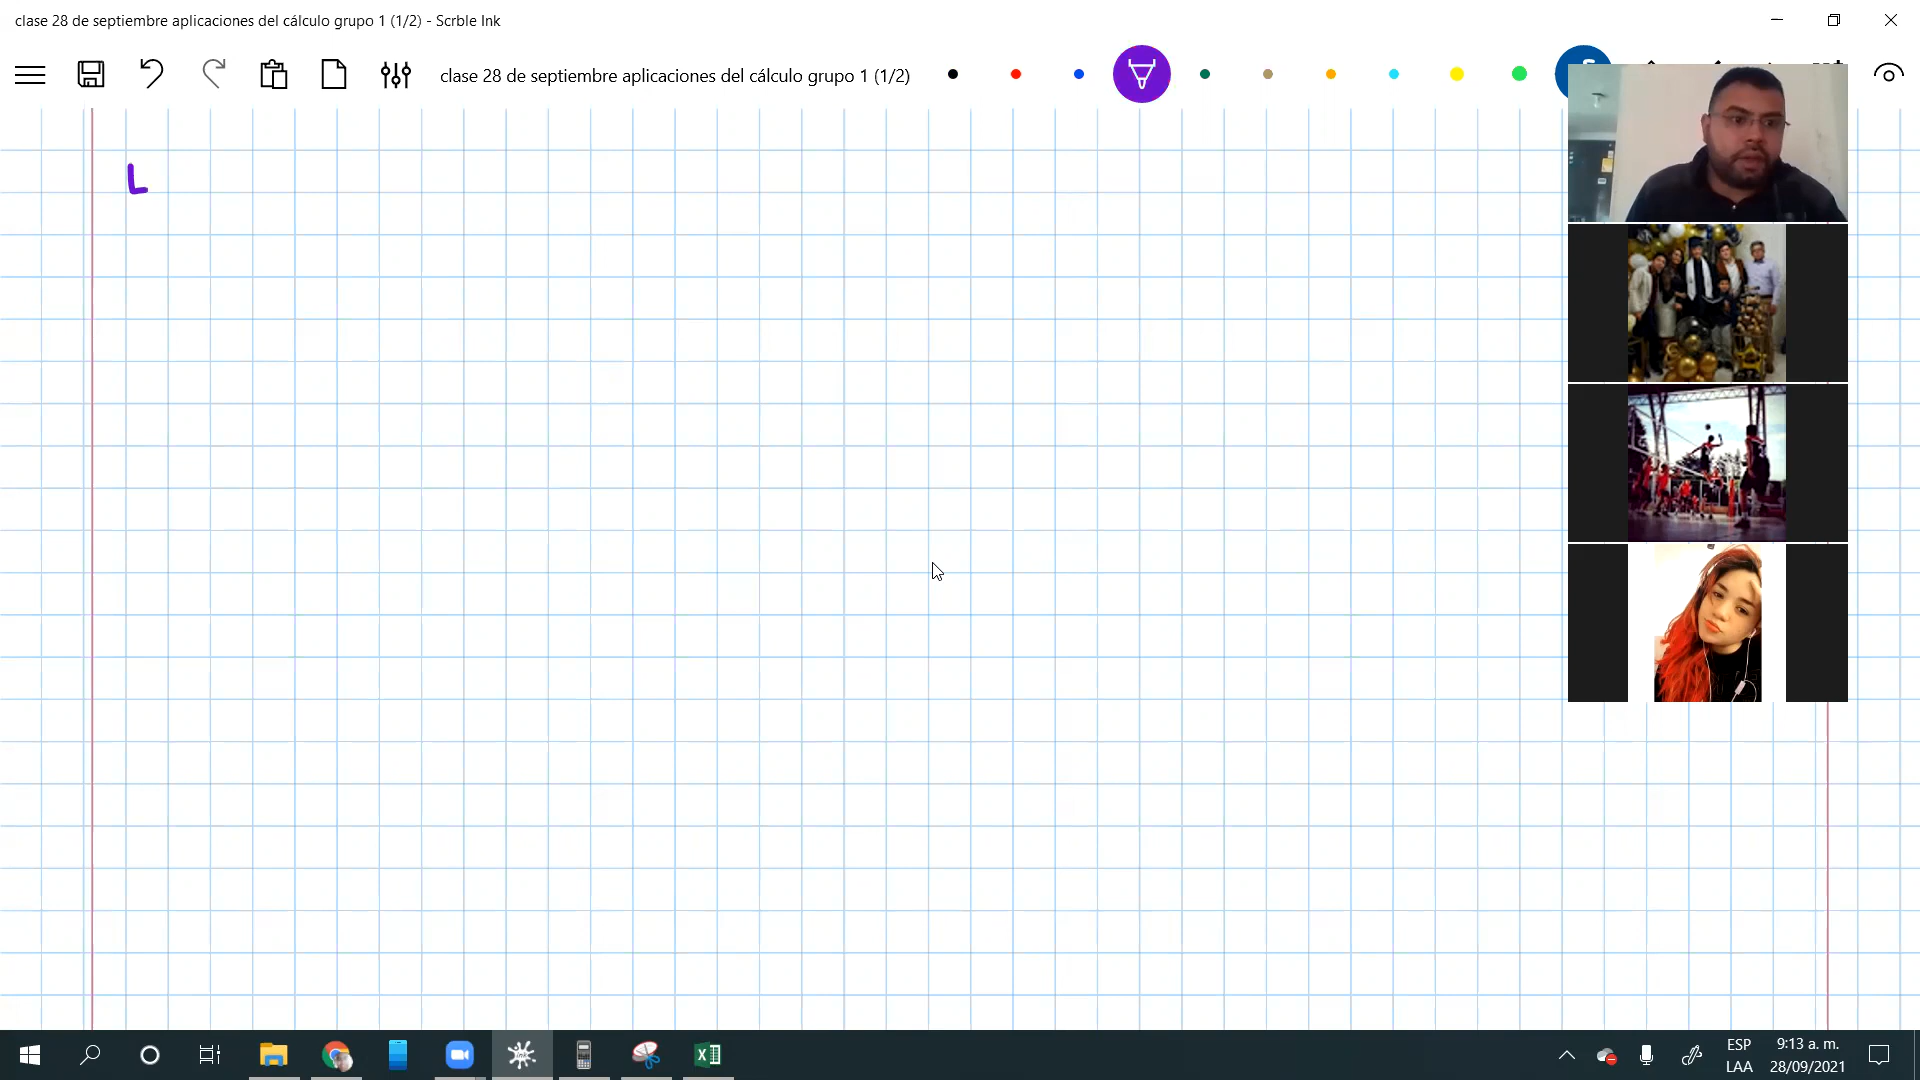 clase 28 de septiembre aplicaciones del cálculo grupo 1 (1/2) - Scrble Ink
clase 28 de septiembre aplicaciones del cálculo grupo 1 (1/2)
L
ESP
LAA
9:13 a. m.
28/09/2021